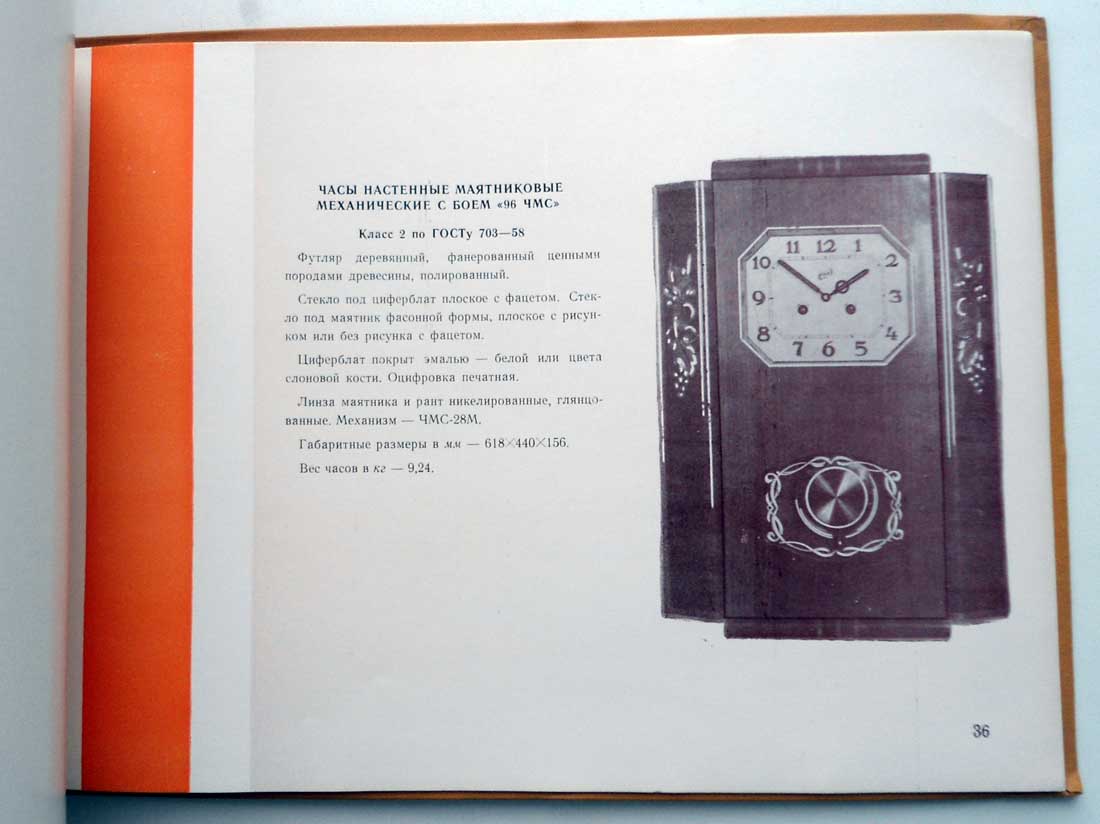 ЧАСЫ НАСТЕННЫЕ МАЯТНИКОВЫЕ
МЕХАНИЧЕСКИЕ С БОЕМ «96 ЧМС»
Класс 2 по ГОСТу 703—58
Футляр деревянный, фанерованный ценными
породами древесины, полированный.
Стекло под циферблат плоское с фацетом. Стек-
ло под маятник фасонной формы, плоское с рисун-
ком или без рисунка с фацетом.
Циферблат покрыт эмалью — белой или цвета
слоновой кости. Оцифровка печатная.
Линза маятника и рант никелированные, глянцо-
ванные. Механизм — ЧМС-28М.
Габаритные размеры в мм — 618×440×156.
Вес часов в кг — 9,24.
11 12 1
10 2
9 3
8 4
7 6 5
36